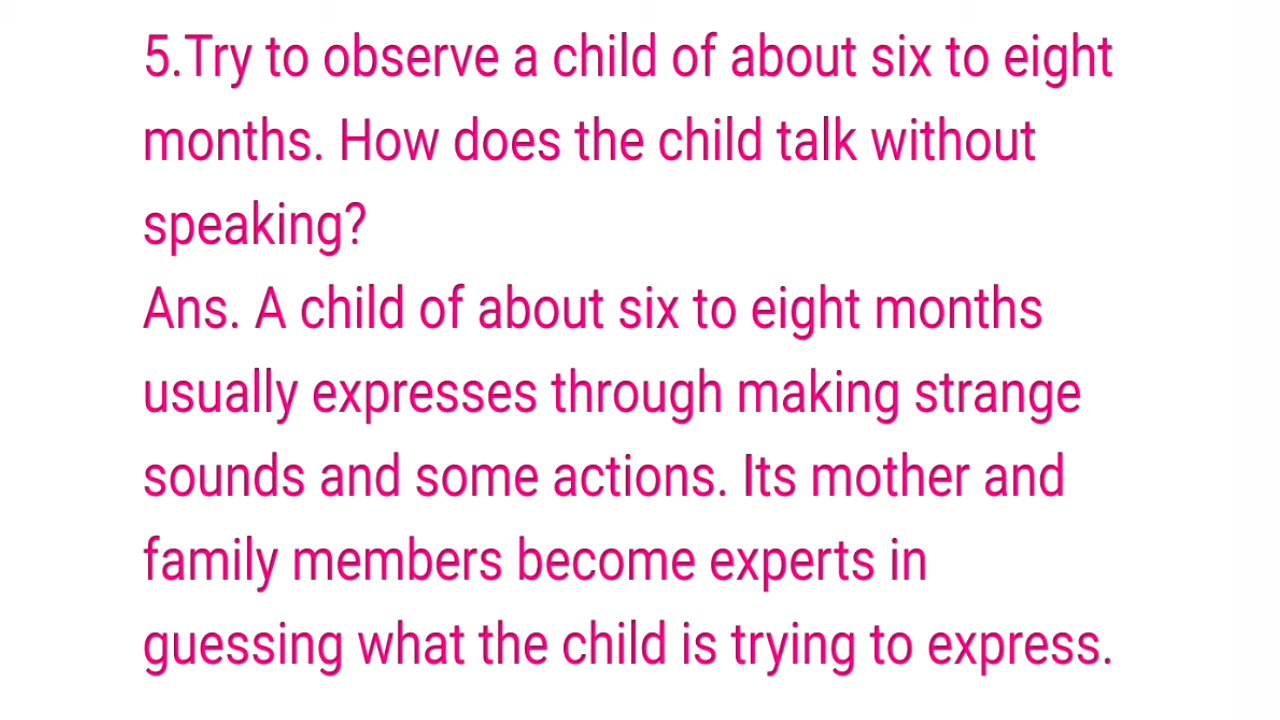 5.Try to observe a child of about six to eight
months. How does the child talk without
speaking?
Ans. A child of about six to eight months
usually expresses through making strange
sounds and some actions. Its mother and
family members become experts in
guessing what the child is trying to express.